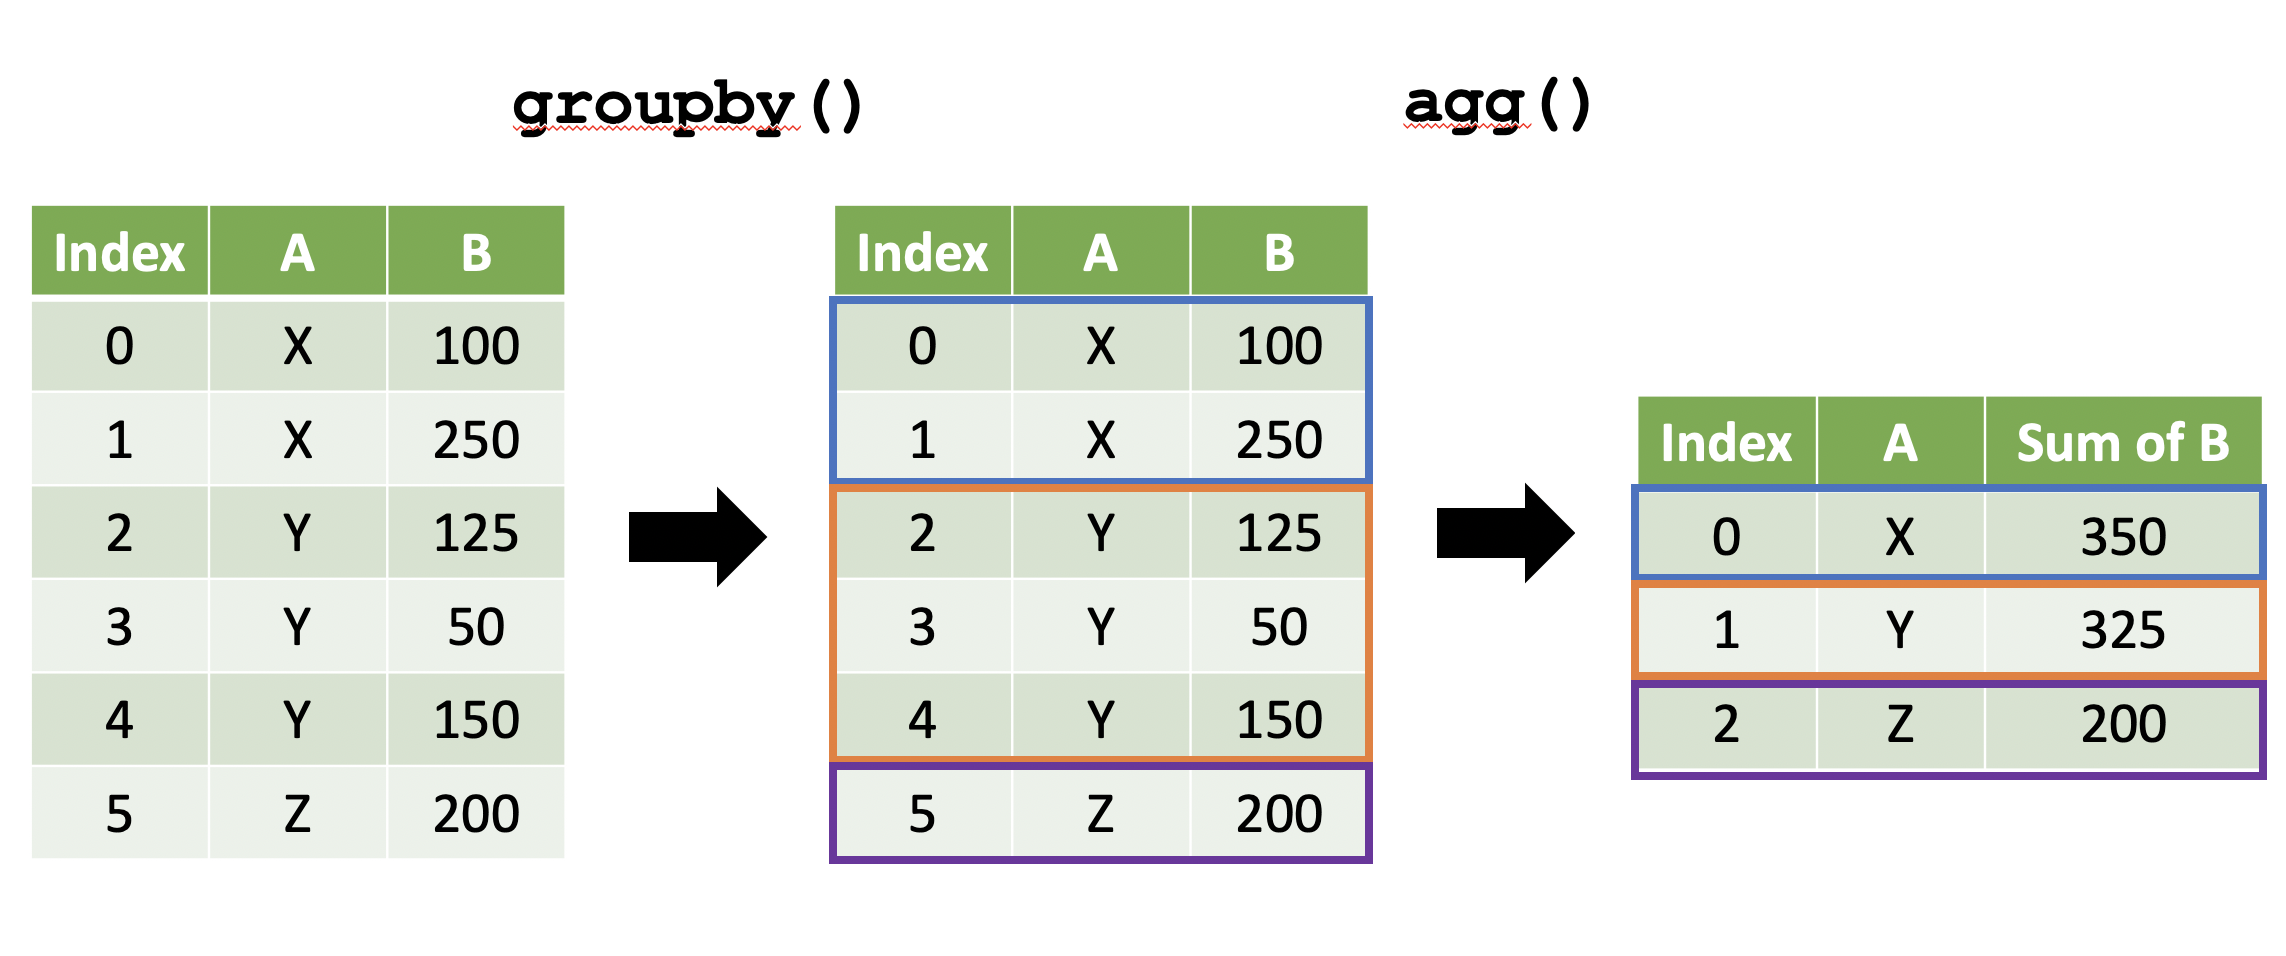 groupby() agg()
Index A B
0 X 100
1 X 250
2 Y 125
3 Y 50
4 Y 150
5 Z 200
Index A B
0 X 100
1 X 250
2 Y 125
3 Y 50
4 Y 150
5 Z 200
Index A Sum of B
0 X 350
1 Y 325
2 Z 200